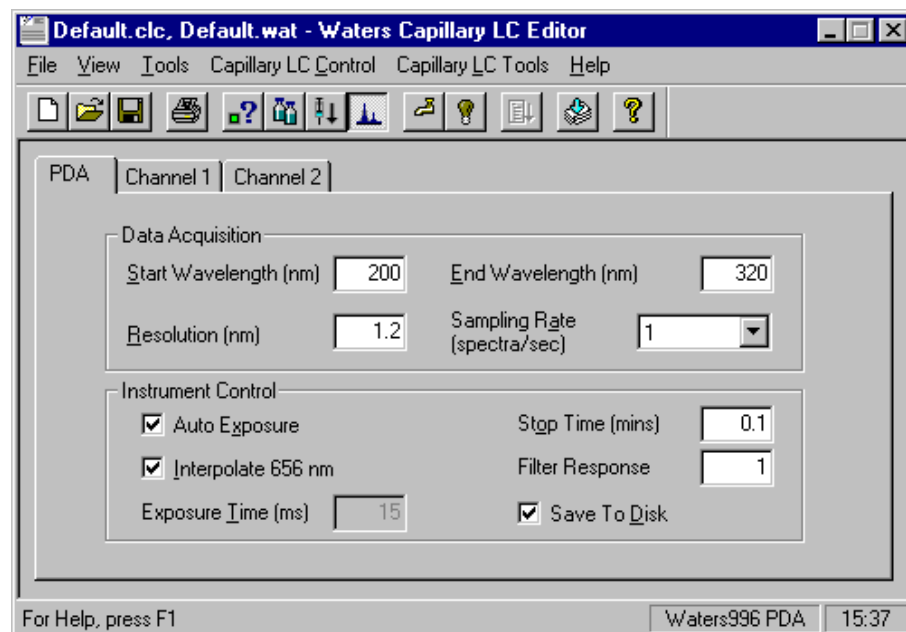 Default.clc, Default.wat - Waters Capillary LC Editor
File View Tools Capillary LC Control Capillary LC Tools Help
PDA Channel 1 Channel 2
Data Acquisition
Start Wavelength (nm) 200 End Wavelength (nm) 320
Resolution (nm) 1.2 Sampling Rate (spectra/sec) 1
Instrument Control
Auto Exposure Stop Time (mins) 0.1
Interpolate 656 nm Filter Response 1
Exposure Time (ms) 15 Save To Disk
For Help, press F1 Waters996 PDA 15:37